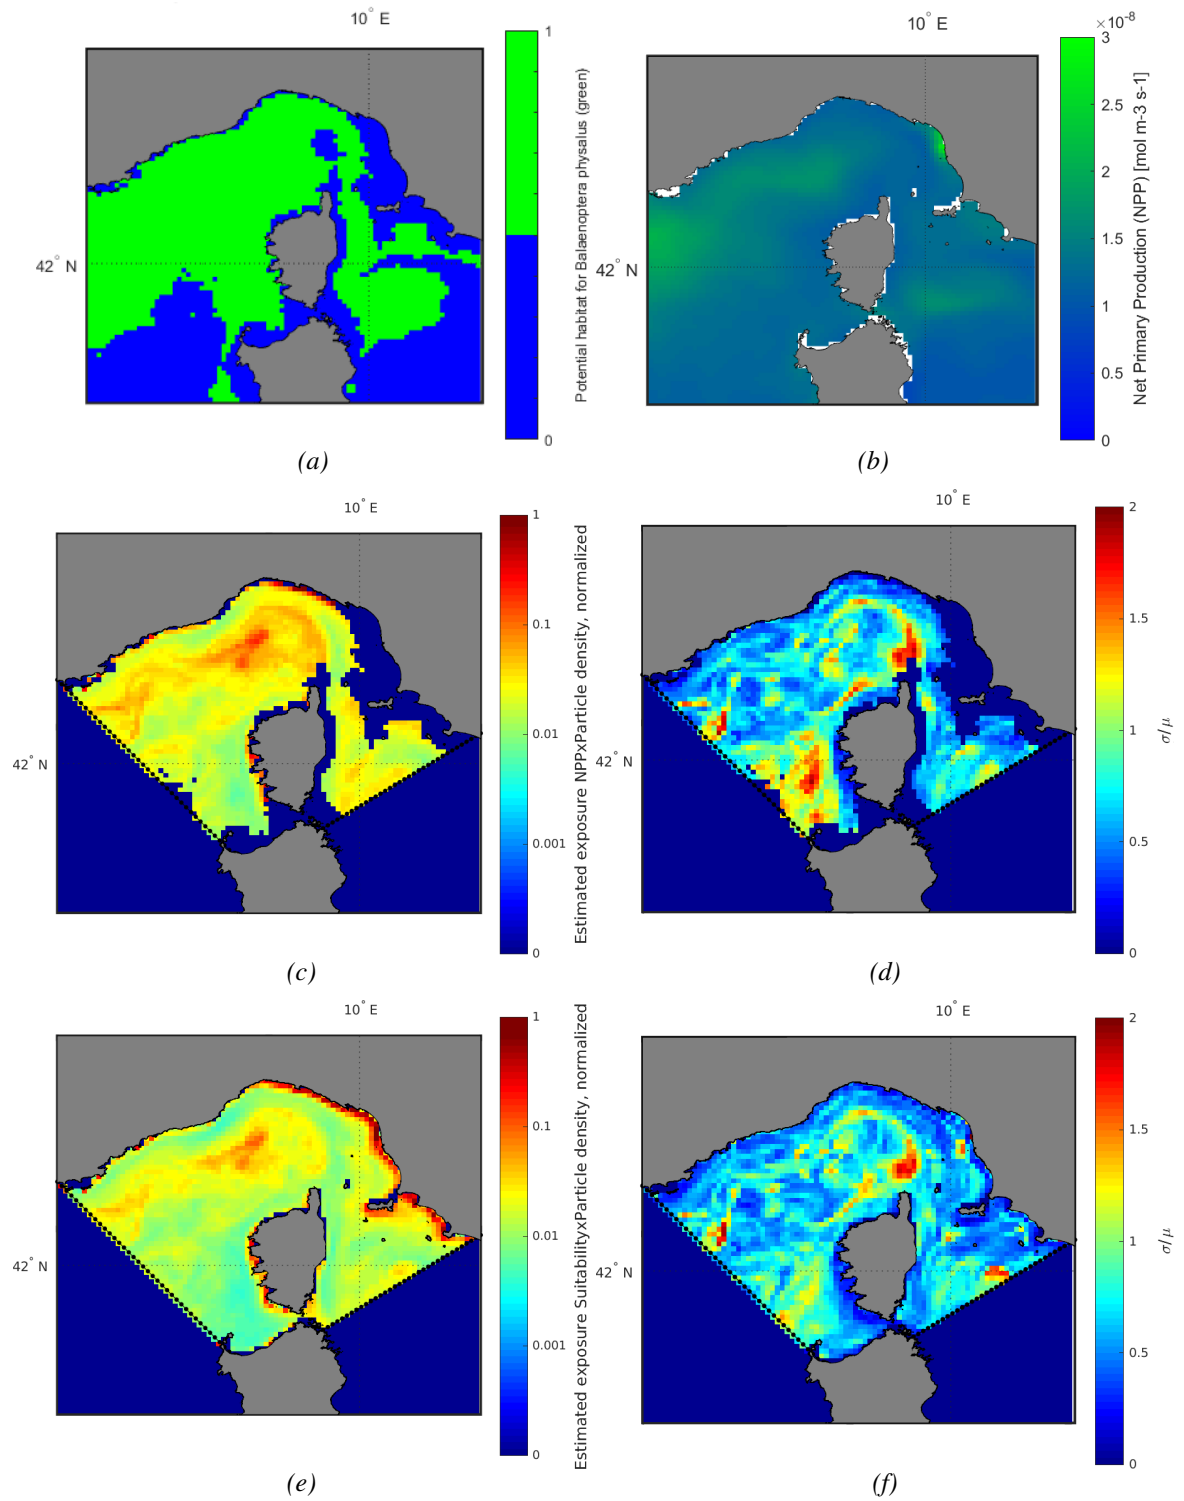 10° E
1
Potential habitat for Balaenoptera physalus (green)
42° N
0
(a)
10° E
×10-8
3
2.5
2
1.5
1
0.5
0
Net Primary Production (NPP) [mol m-3 s-1]
42° N
(b)
10° E
1
0.1
0.01
0.001
0
Estimated exposure NPPxParticle density, normalized
42° N
(c)
10° E
2
1.5
1
0.5
0
σ/μ
42° N
(d)
10° E
1
0.1
0.01
0.001
0
Estimated exposure SuitabilityxParticle density, normalized
42° N
(e)
10° E
2
1.5
1
0.5
0
σ/μ
42° N
(f)